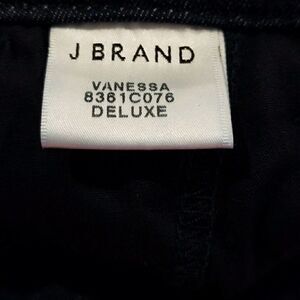 J BRAND
VANESSA
8361C076
DELUXE